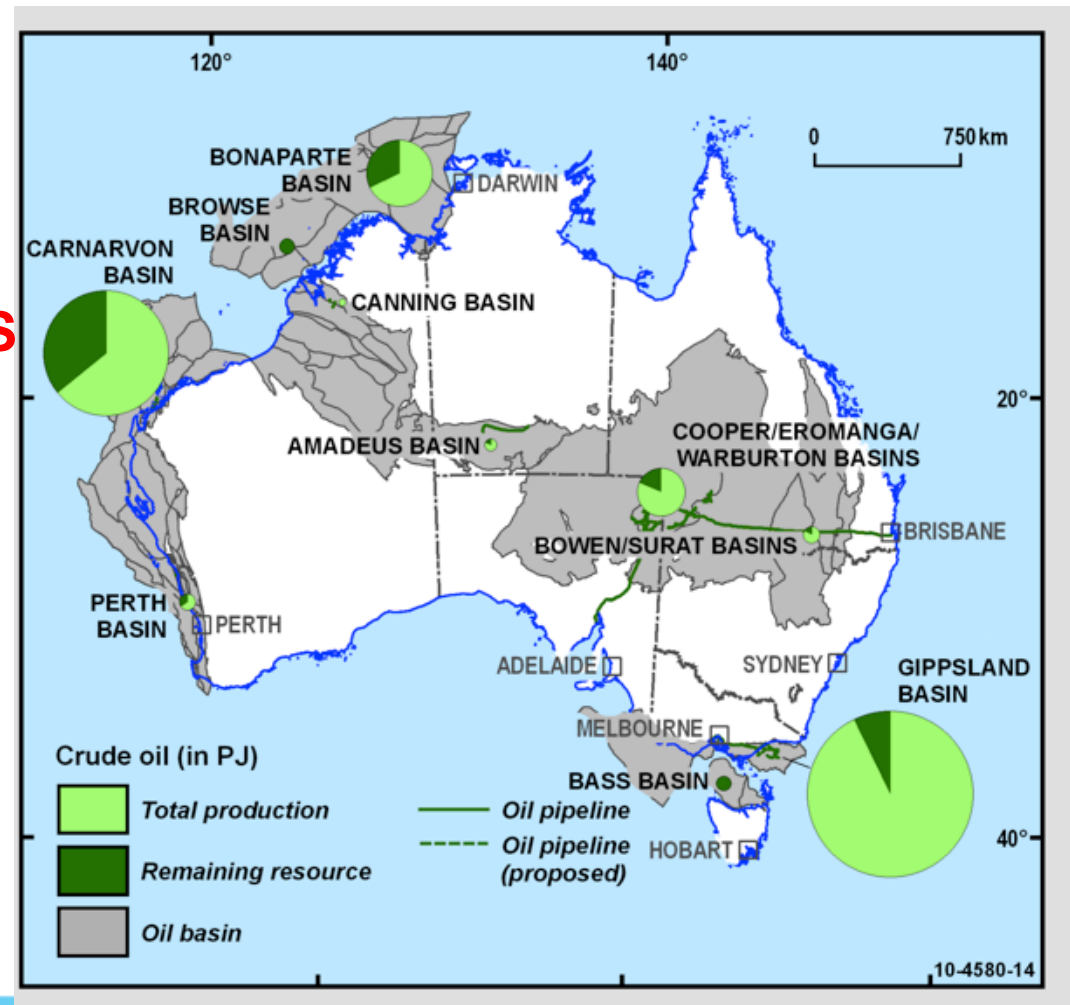 120°
140°
0
750 km
BONAPARTE
BASIN
DARWIN
BROWSE
BASIN
CARNARVON
BASIN
CANNING BASIN
s
20°
AMADEUS BASIN
COOPER/EROMANGA/
WARBURTON BASINS
BOWEN/SURAT BASINS
BRISBANE
PERTH
BASIN
PERTH
ADELAIDE
SYDNEY
GIPPSLAND
BASIN
MELBOURNE
BASS BASIN
HOBART
40°
Crude oil (in PJ)
Total production
Remaining resource
Oil basin
Oil pipeline
Oil pipeline
(proposed)
10-4580-14